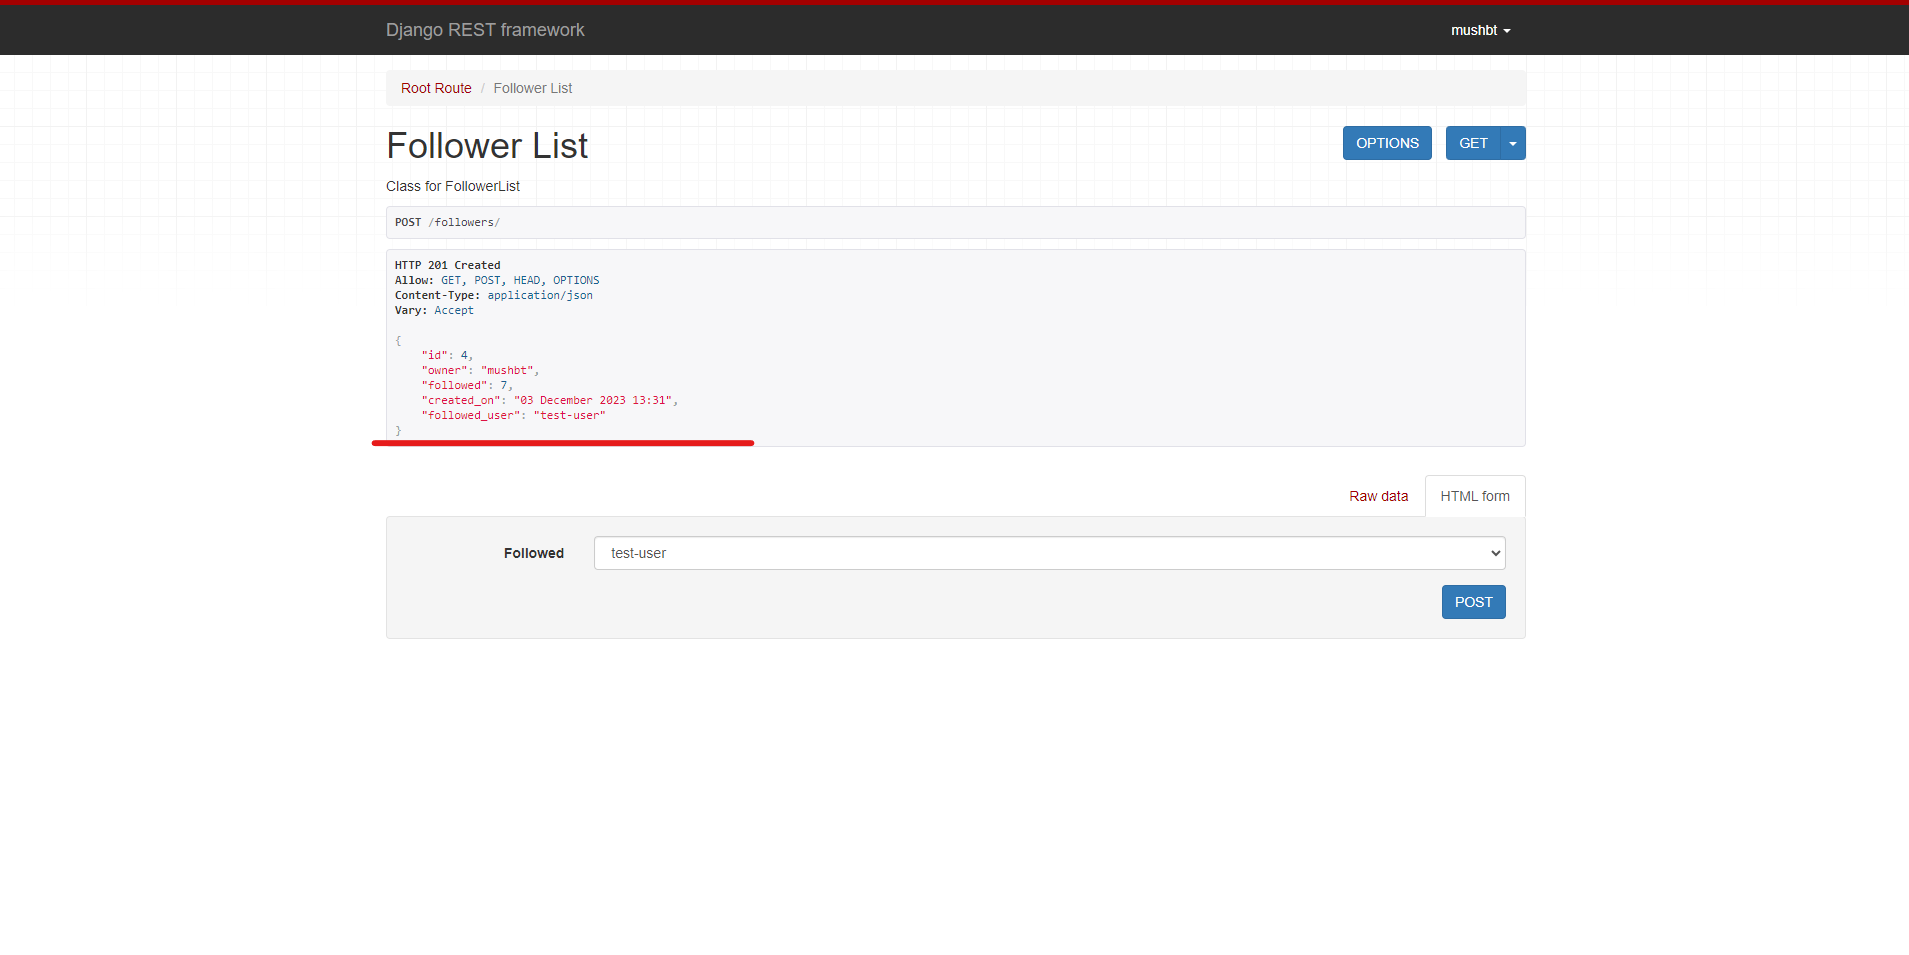 Django REST framework
mushbt
Root Route / Follower List
Follower List
OPTIONS
GET
Class for FollowerList
POST /followers/
HTTP 201 Created
Allow: GET, POST, HEAD, OPTIONS
Content-Type: application/json
Vary: Accept
{
    "id": 4,
    "owner": "mushbt",
    "followed": 7,
    "created_on": "03 December 2023 13:31",
    "followed_user": "test-user"
}
Raw data
HTML form
Followed
test-user
POST